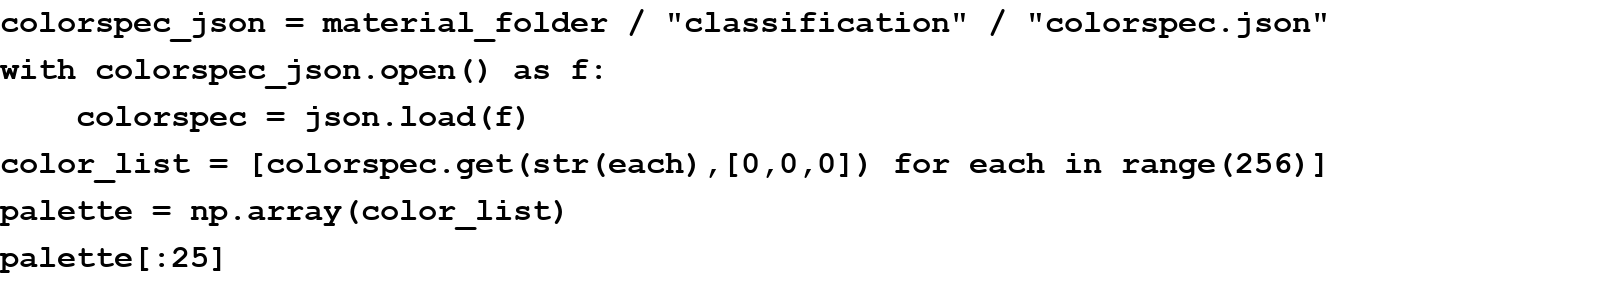 colorspec_json = material_folder / "classification" / "colorspec.json"
with colorspec_json.open() as f:
    colorspec = json.load(f)
color_list = [colorspec.get(str(each),[0,0,0]) for each in range(256)]
palette = np.array(color_list)
palette[:25]